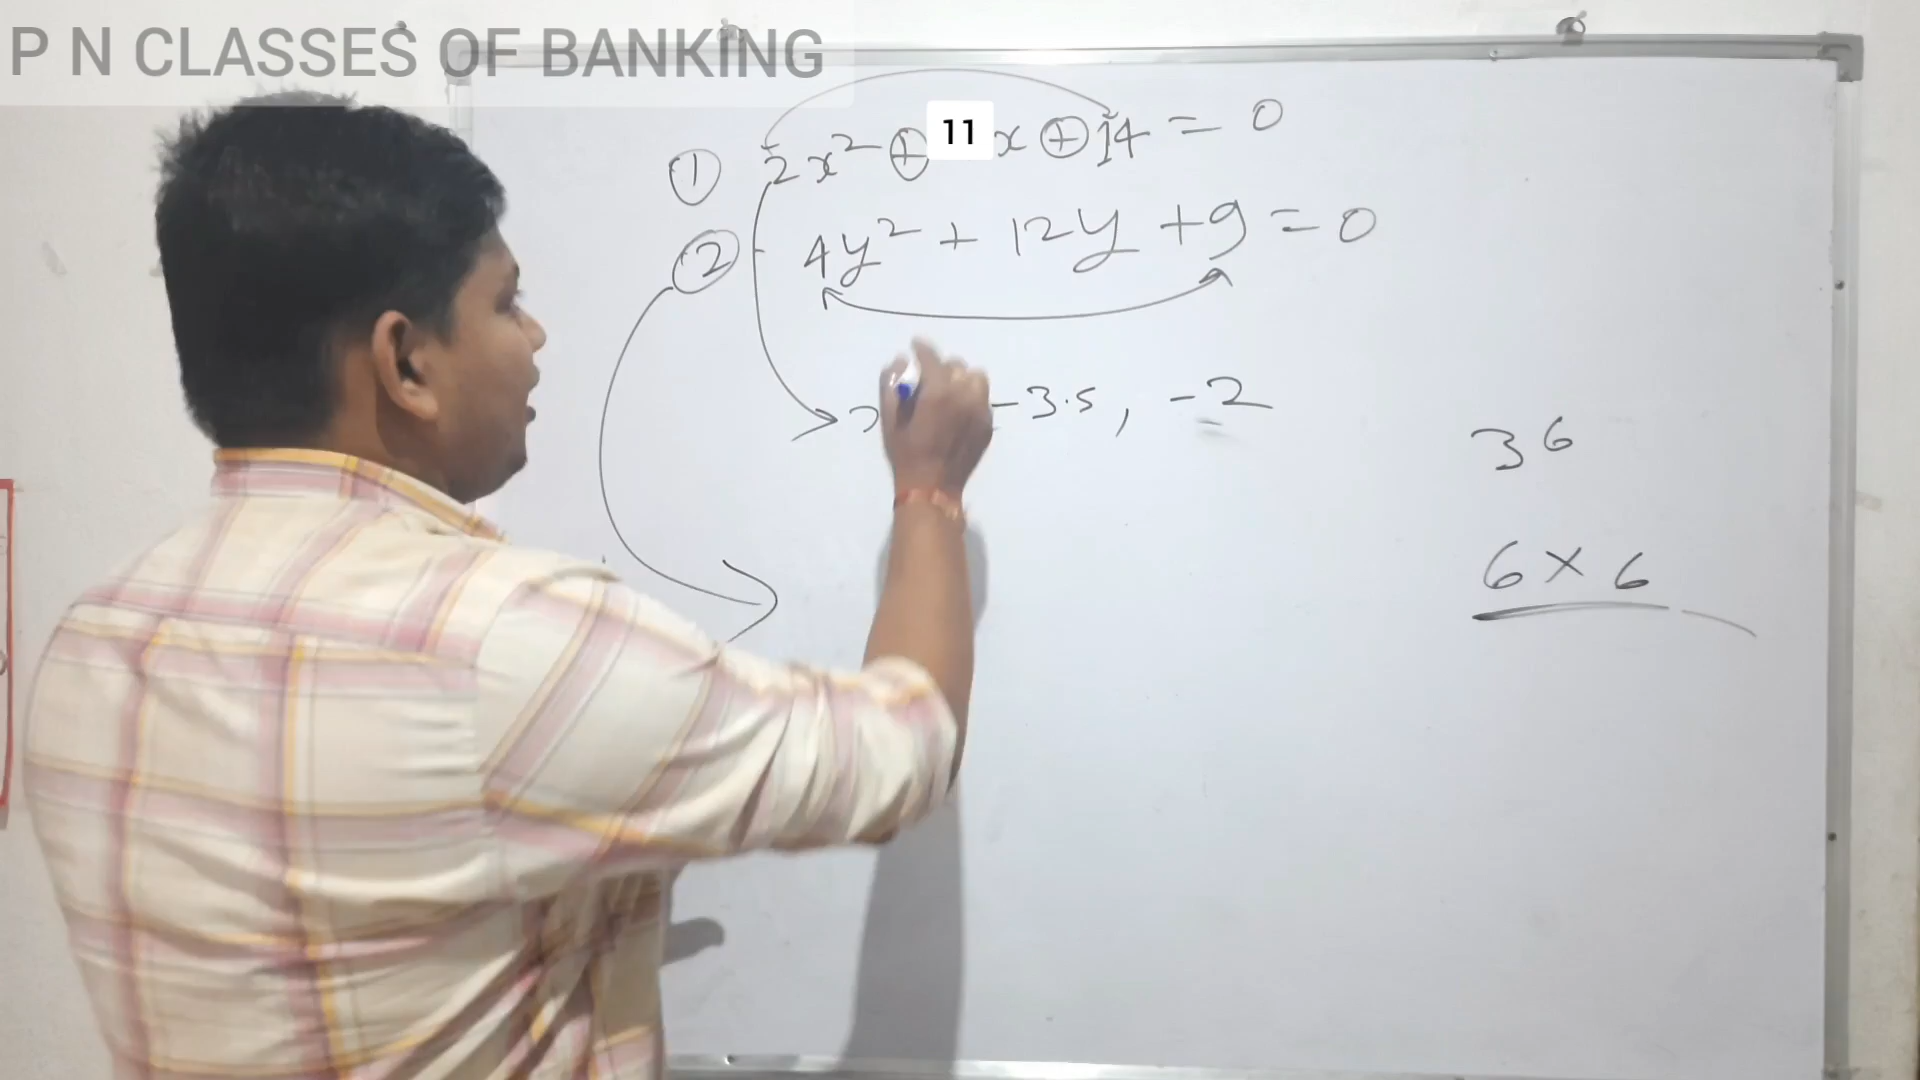 P N CLASSES OF BANKING
① 2x² + 11 x + 14 = 0
② 4y² + 12y + 9 = 0
-3.5, -2
36
6 × 6